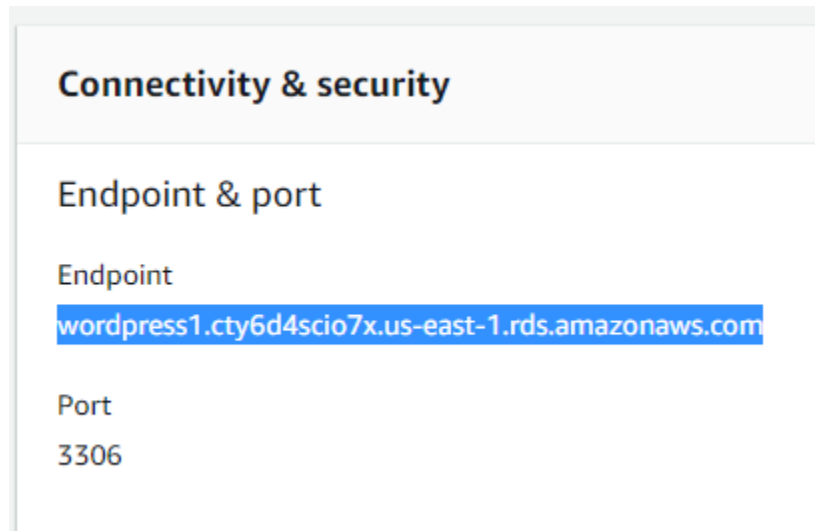 Connectivity & security
Endpoint & port
Endpoint
wordpress1.cty6d4scio7x.us-east-1.rds.amazonaws.com
Port
3306